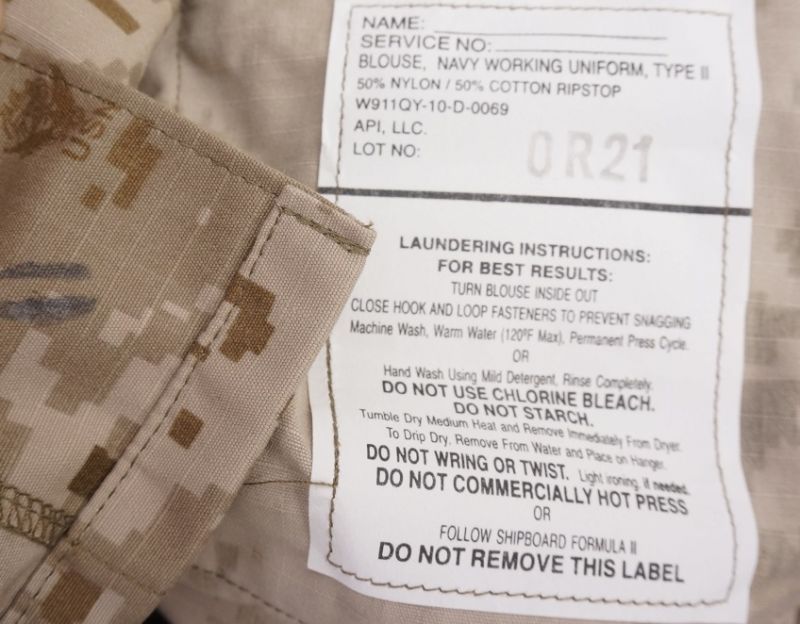 USN
NAME:
SERVICE NO:
BLOUSE, NAVY WORKING UNIFORM, TYPE II
50% NYLON / 50% COTTON RIPSTOP
W911QY-10-D-0069
API, LLC.
LOT NO: 0R21
LAUNDERING INSTRUCTIONS:
FOR BEST RESULTS:
TURN BLOUSE INSIDE OUT
CLOSE HOOK AND LOOP FASTENERS TO PREVENT SNAGGING
Machine Wash, Warm Water (120ºF Max), Permanent Press Cycle.
OR
Hand Wash Using Mild Detergent, Rinse Completely.
DO NOT USE CHLORINE BLEACH.
DO NOT STARCH.
Tumble Dry Medium Heat and Remove Immediately From Dryer.
To Drip Dry, Remove From Water and Place on Hanger.
DO NOT WRING OR TWIST. Light ironing, if needed.
DO NOT COMMERCIALLY HOT PRESS
OR
FOLLOW SHIPBOARD FORMULA II
DO NOT REMOVE THIS LABEL